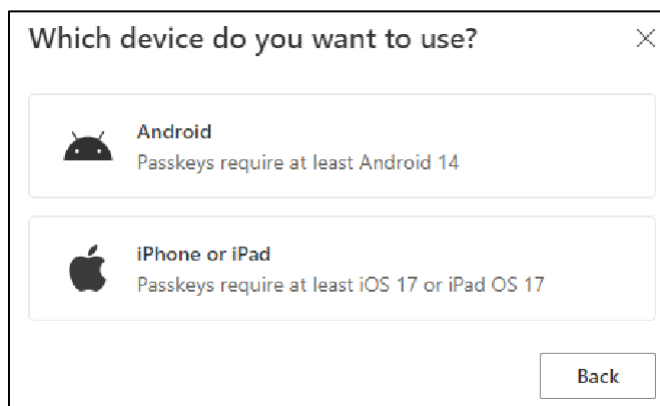 Which device do you want to use?
Android
Passkeys require at least Android 14
iPhone or iPad
Passkeys require at least iOS 17 or iPad OS 17
Back